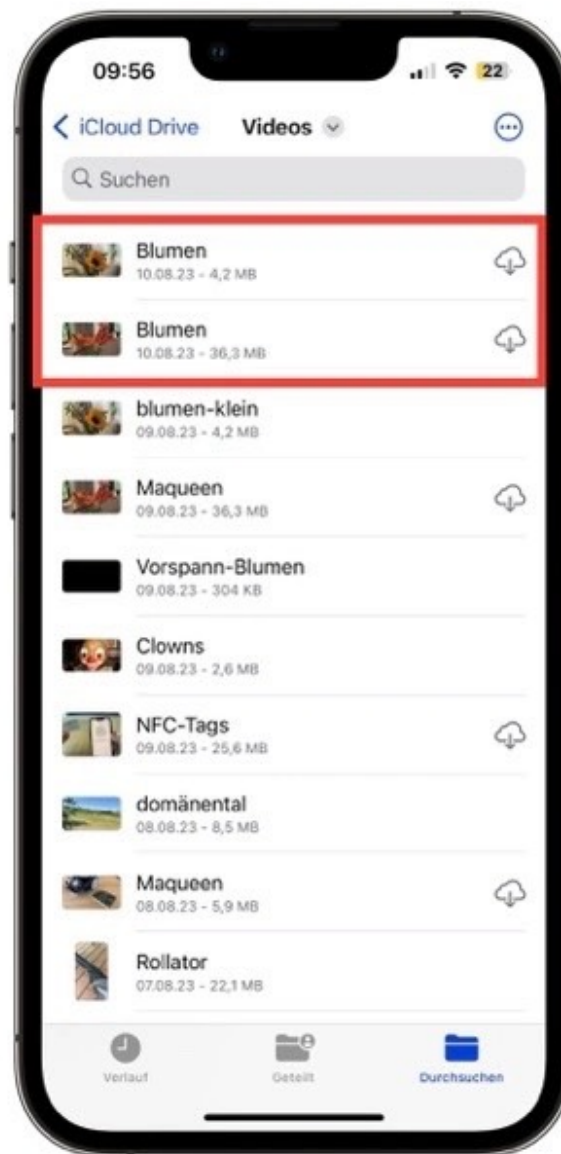 09:56
22
iCloud Drive
Videos
Suchen
Blumen
10.08.23 - 4,2 MB
Blumen
10.08.23 - 36,3 MB
blumen-klein
09.08.23 - 4,2 MB
Maqueen
09.08.23 - 36,3 MB
Vorspann-Blumen
09.08.23 - 304 KB
Clowns
09.08.23 - 2,6 MB
NFC-Tags
09.08.23 - 25,6 MB
domänental
08.08.23 - 8,5 MB
Maqueen
08.08.23 - 5,9 MB
Rollator
07.08.23 - 22,1 MB
Verlauf
Geteilt
Durchsuchen